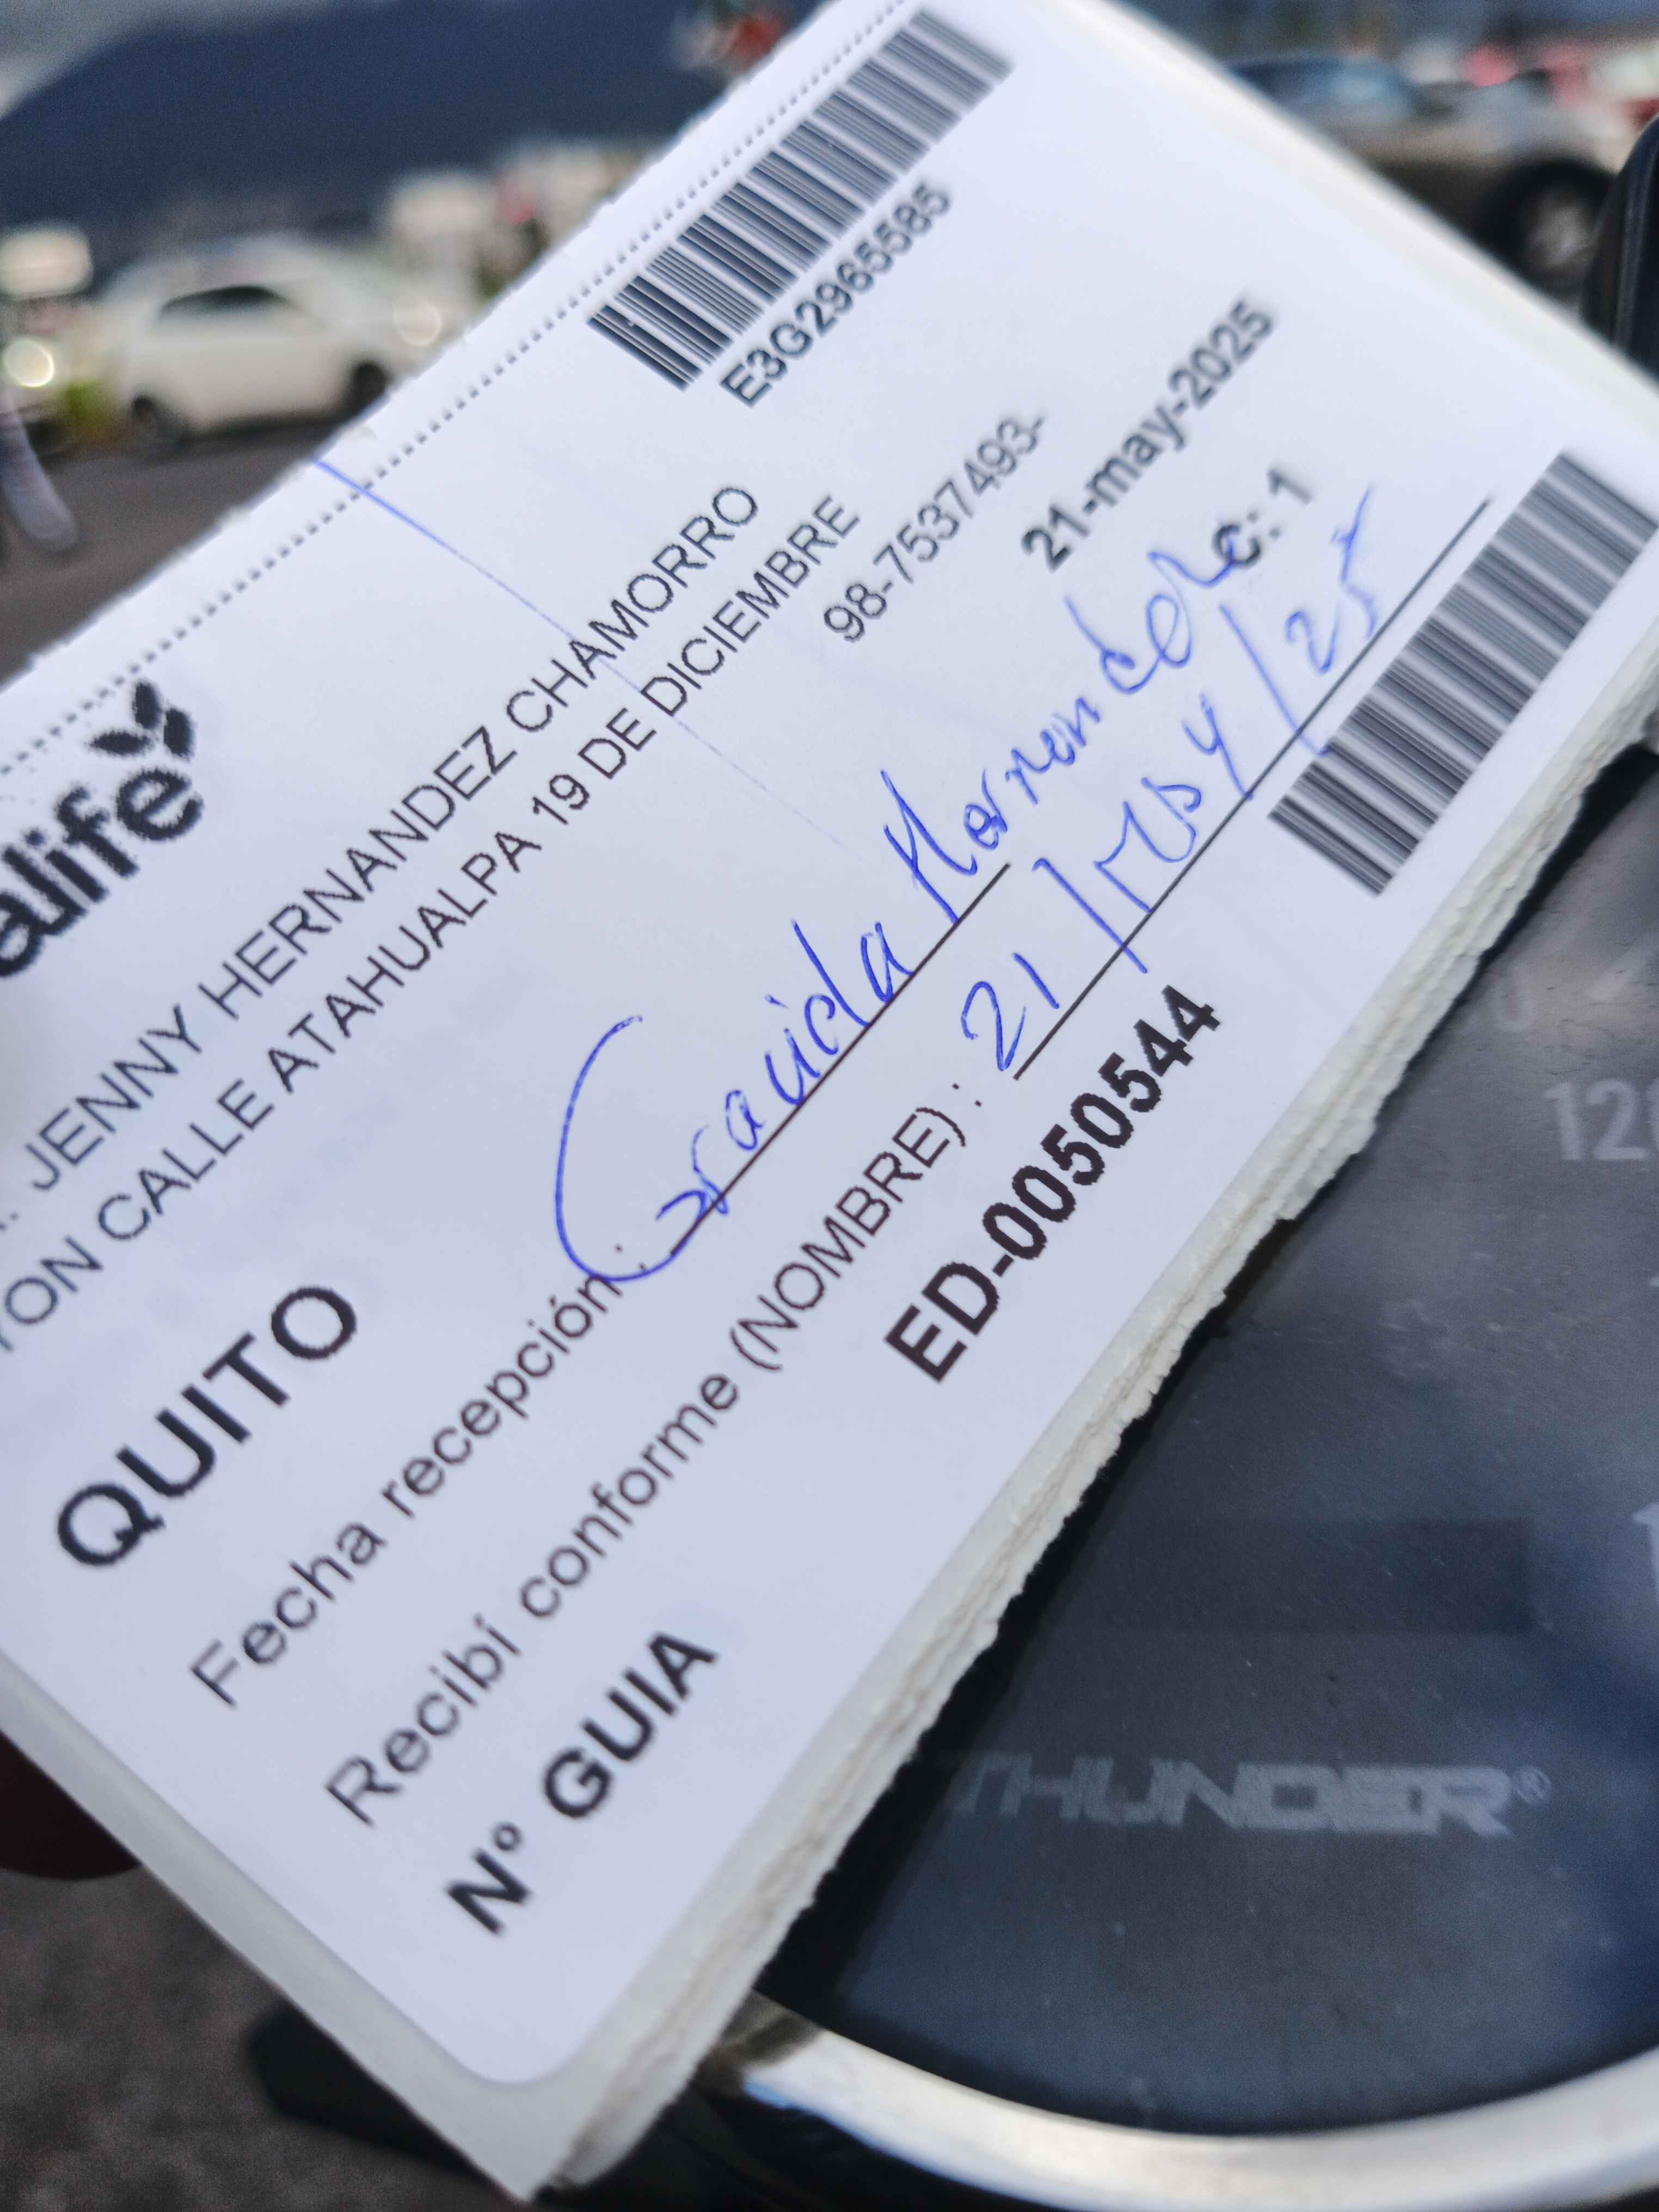 alife
E3G2965585
JENNY HERNANDEZ CHAMORRO
CALLE ATAHUALPA 19 DE DICIEMBRE
98-7537493-
QUITO
21-may-2025
c: 1
Fecha recepción : Graciela Hernandez
Recibí conforme (NOMBRE) : 21/May/25
Nº GUIA
ED-0050544
THUNDER®